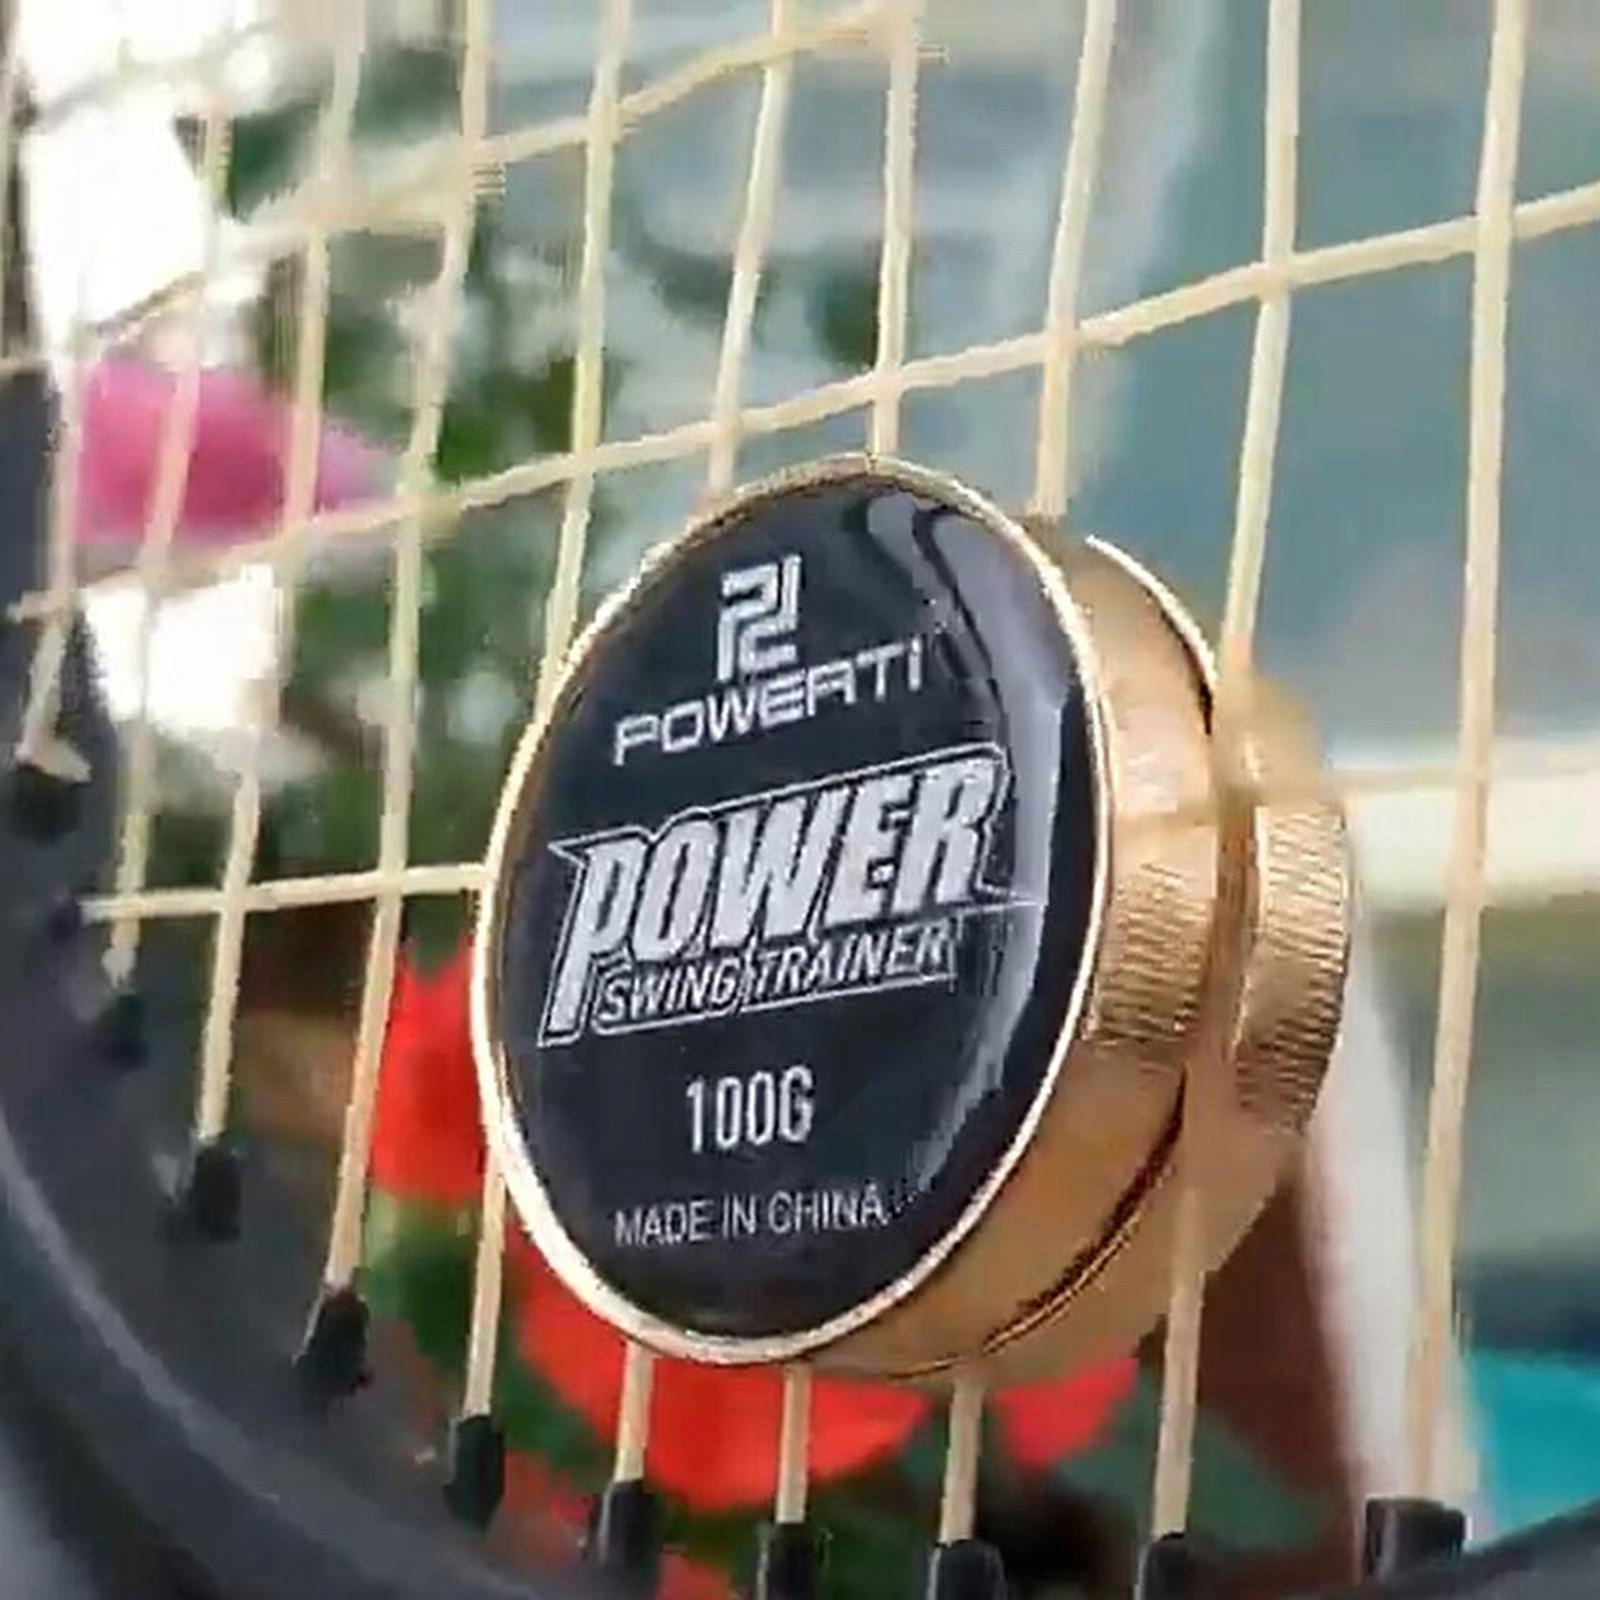 POWERTI
POWER
SWING TRAINER
100G
MADE IN CHINA